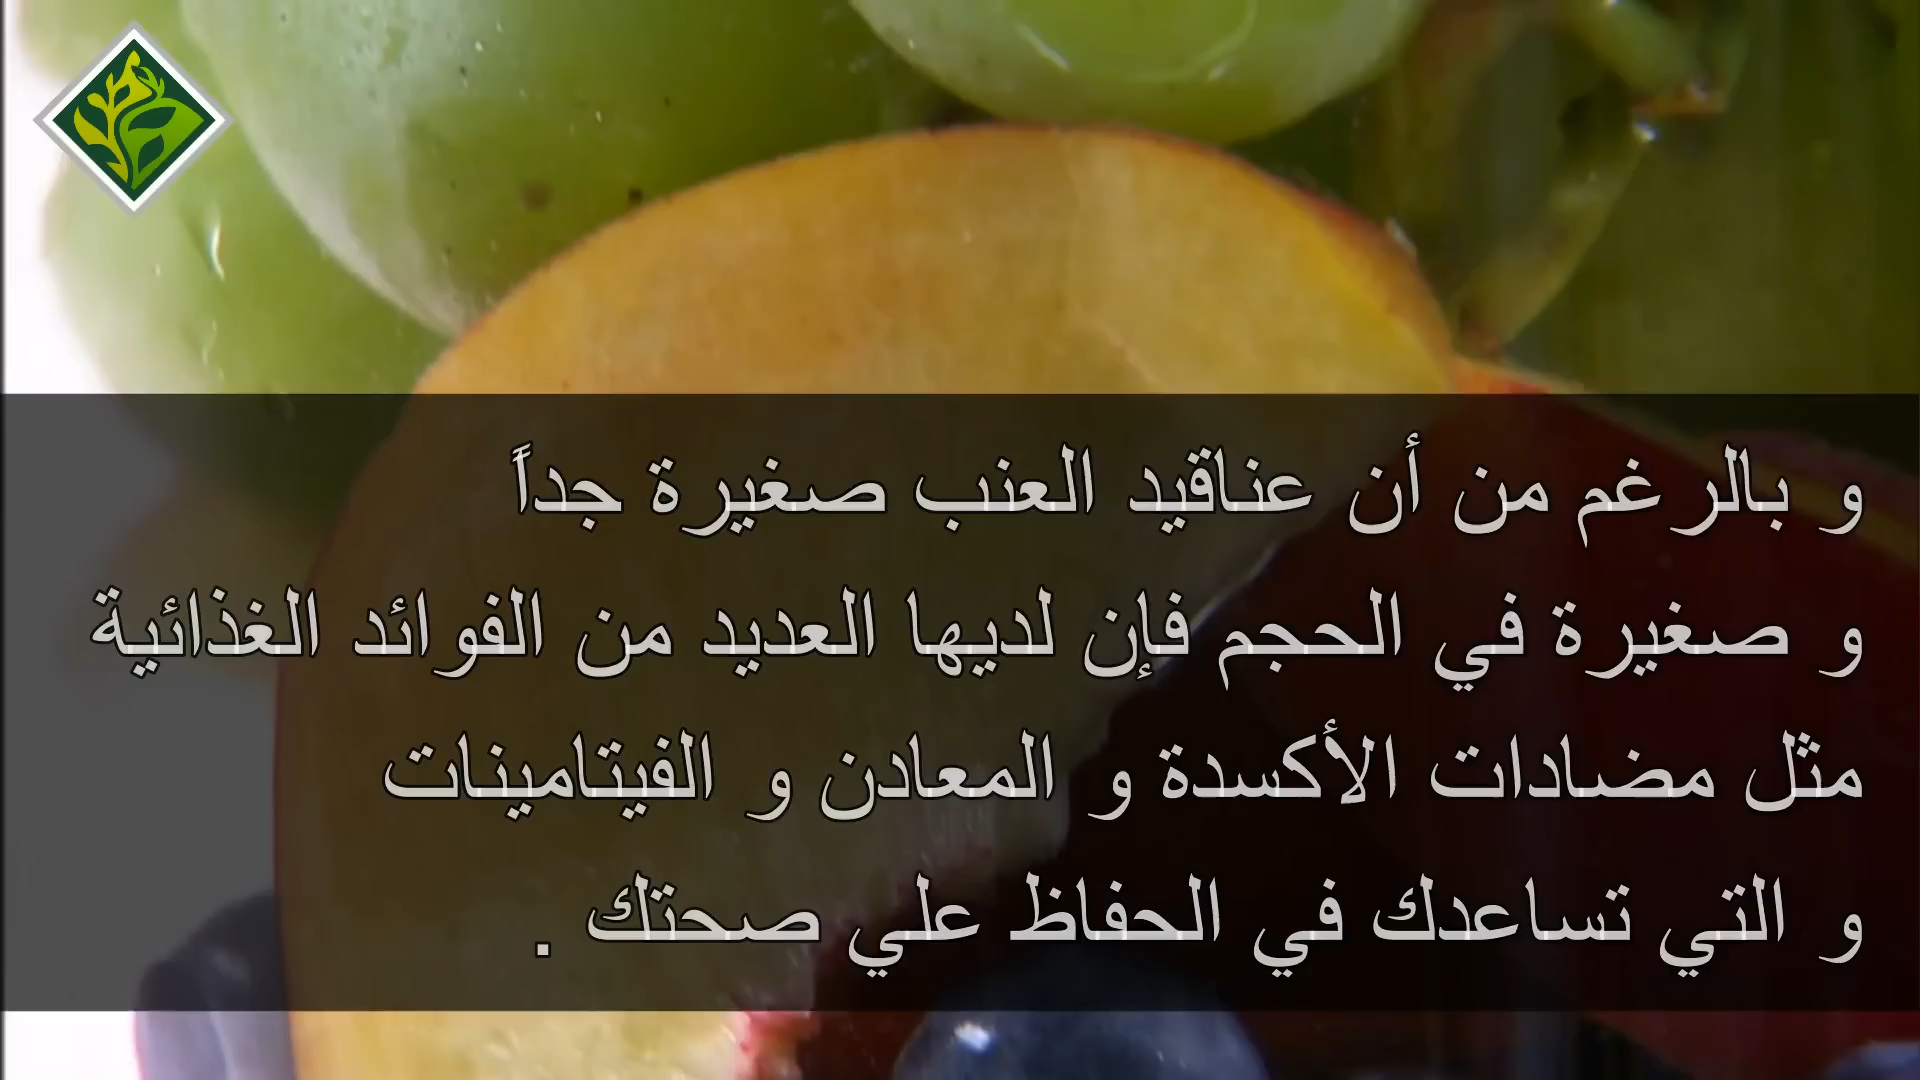 و بالرغم من أن عناقيد العنب صغيرة جداً
و صغيرة في الحجم فإن لديها العديد من الفوائد الغذائية
مثل مضادات الأكسدة و المعادن و الفيتامينات
و التي تساعدك في الحفاظ علي صحتك .